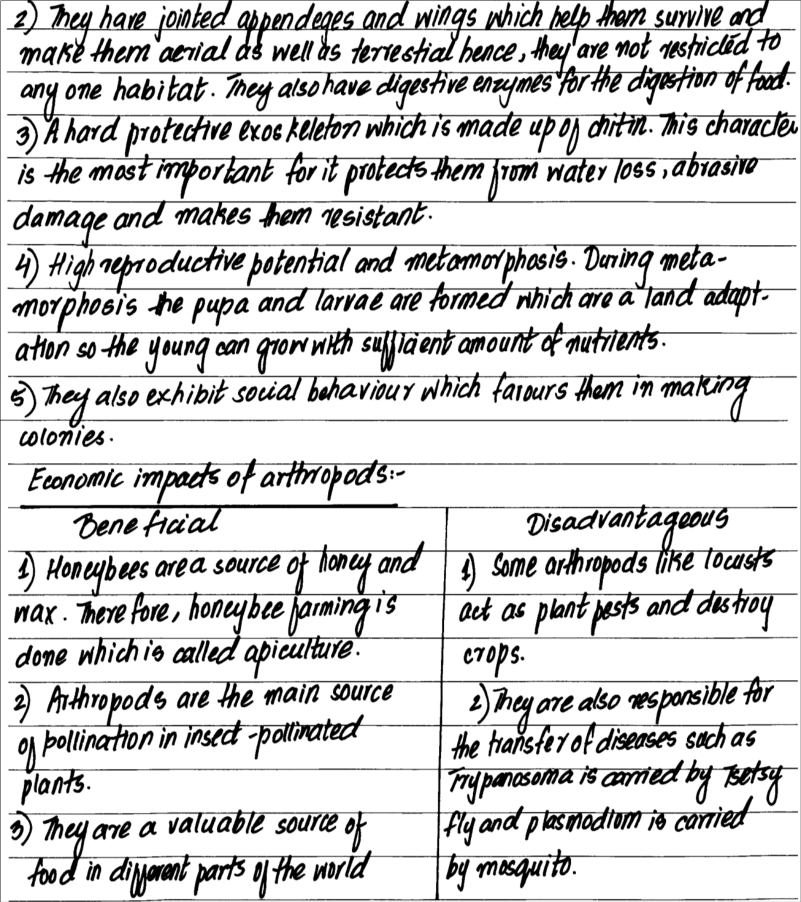 2) They have jointed appendeges and wings which help them survive and
make them aerial as well as terrestial hence, they are not restricted to
any one habitat. They also have digestive enzymes for the digestion of food.
3) A hard protective exoskeleton which is made up of chitin. This character
is the most important for it protects them from water loss, abrasive
damage and makes them resistant.
4) High reproductive potential and metamorphosis. During meta-
morphosis the pupa and larvae are formed which are a land adapt-
ation so the young can grow with sufficient amount of nutrients.
5) They also exhibit social behaviour which favours them in making
colonies.
Economic impacts of arthropods:-
Beneficial
1) Honeybees are a source of honey and
wax. Therefore, honeybee farming is
done which is called apiculture.
2) Arthropods are the main source
of pollination in insect-pollinated
plants.
3) They are a valuable source of
food in different parts of the world
Disadvantageous
1) Some arthropods like locusts
act as plant pests and destroy
crops.
2) They are also responsible for
the transfer of diseases such as
Trypanosoma is carried by Tsetsy
fly and plasmodiom is carried
by mosquito.